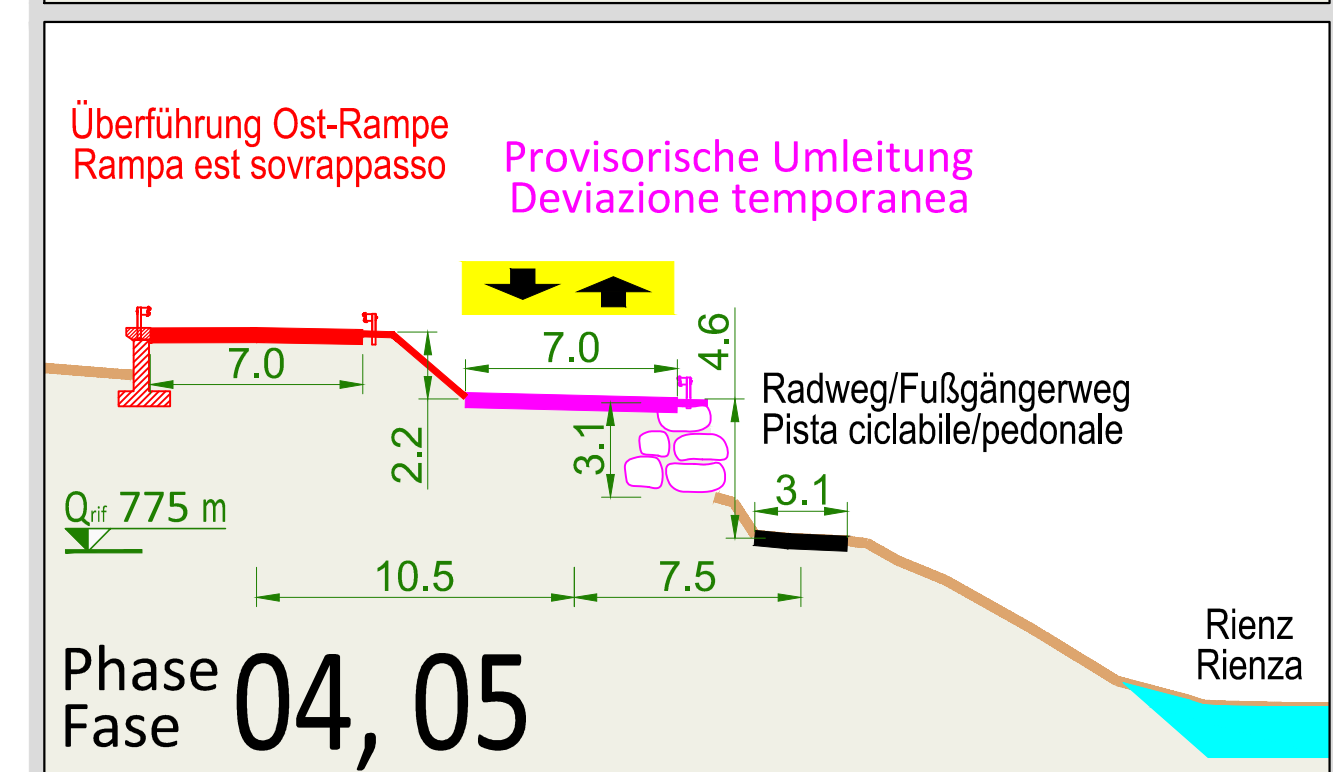 Überführung Ost-Rampe
Rampa est sovrappasso
Provisorische Umleitung
Deviazione temporanea
7.0
7.0
4.6
2.2
3.1
Radweg/Fußgängerweg
Pista ciclabile/pedonale
3.1
Qrif 775 m
10.5
7.5
Rienz
Rienza
Phase
Fase
04, 05